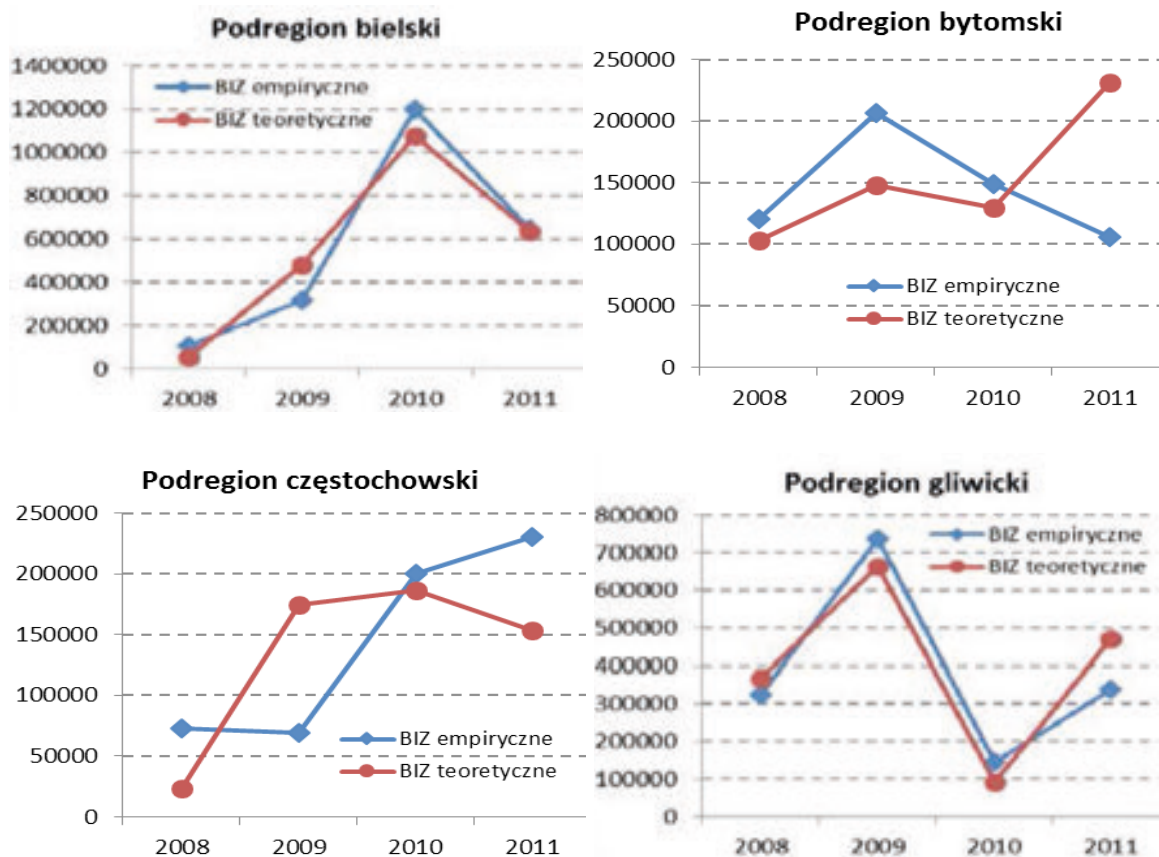 Podregion bielski
1400000
1200000
1000000
800000
600000
400000
200000
0
BIZ empiryczne
BIZ teoretyczne
2008 2009 2010 2011
Podregion bytomski
250000
200000
150000
100000
50000
0
BIZ empiryczne
BIZ teoretyczne
2008 2009 2010 2011
Podregion częstochowski
250000
200000
150000
100000
50000
0
BIZ empiryczne
BIZ teoretyczne
2008 2009 2010 2011
Podregion gliwicki
800000
700000
600000
500000
400000
300000
200000
100000
0
BIZ empiryczne
BIZ teoretyczne
2008 2009 2010 2011